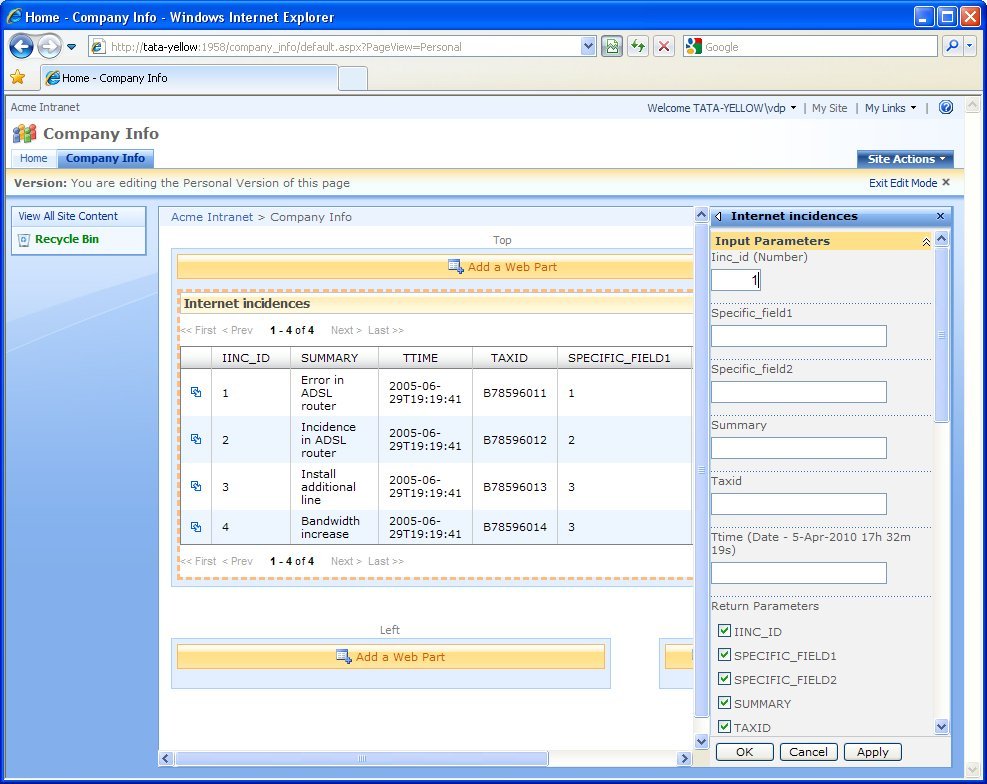 Home - Company Info - Windows Internet Explorer
http://tata-yellow:1958/company_info/default.aspx?PageView=Personal
Google
Home - Company Info
Acme Intranet
Welcome TATA-YELLOW\vdp | My Site | My Links |
Company Info
Home Company Info
Site Actions
Version: You are editing the Personal Version of this page
Exit Edit Mode ×
View All Site Content
Recycle Bin
Acme Intranet > Company Info
Top
Add a Web Part
Internet incidences
<< First < Prev 1 - 4 of 4 Next > Last >>
IINC_ID SUMMARY TTIME TAXID SPECIFIC_FIELD1
1 Error in ADSL router 2005-06-29T19:19:41 B78596011 1
2 Incidence in ADSL router 2005-06-29T19:19:41 B78596012 2
3 Install additional line 2005-06-29T19:19:41 B78596013 3
4 Bandwidth increase 2005-06-29T19:19:41 B78596014 3
<< First < Prev 1 - 4 of 4 Next > Last >>
Left
Add a Web Part
Internet incidences
Input Parameters
Iinc_id (Number)
1
Specific_field1
Specific_field2
Summary
Taxid
Ttime (Date - 5-Apr-2010 17h 32m
19s)
Return Parameters
IINC_ID
SPECIFIC_FIELD1
SPECIFIC_FIELD2
SUMMARY
TAXID
OK Cancel Apply